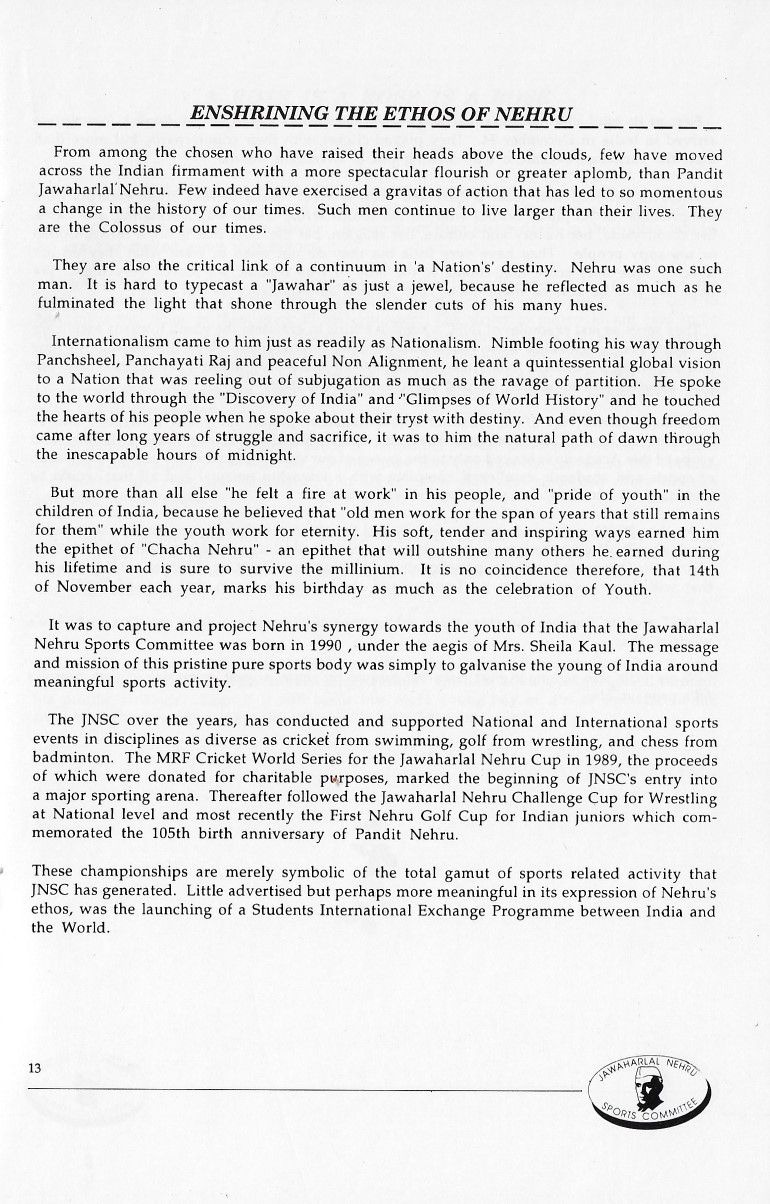 ENSHRINING THE ETHOS OF NEHRU
From among the chosen who have raised their heads above the clouds, few have moved
across the Indian firmament with a more spectacular flourish or greater aplomb, than Pandit
Jawaharlal Nehru. Few indeed have exercised a gravitas of action that has led to so momentous
a change in the history of our times. Such men continue to live larger than their lives. They
are the Colossus of our times.
They are also the critical link of a continuum in 'a Nation's' destiny. Nehru was one such
man. It is hard to typecast a "Jawahar" as just a jewel, because he reflected as much as he
fulminated the light that shone through the slender cuts of his many hues.
Internationalism came to him just as readily as Nationalism. Nimble footing his way through
Panchsheel, Panchayati Raj and peaceful Non Alignment, he leant a quintessential global vision
to a Nation that was reeling out of subjugation as much as the ravage of partition. He spoke
to the world through the "Discovery of India" and "Glimpses of World History" and he touched
the hearts of his people when he spoke about their tryst with destiny. And even though freedom
came after long years of struggle and sacrifice, it was to him the natural path of dawn through
the inescapable hours of midnight.
But more than all else "he felt a fire at work" in his people, and "pride of youth" in the
children of India, because he believed that "old men work for the span of years that still remains
for them" while the youth work for eternity. His soft, tender and inspiring ways earned him
the epithet of "Chacha Nehru" - an epithet that will outshine many others he earned during
his lifetime and is sure to survive the millinium. It is no coincidence therefore, that 14th
of November each year, marks his birthday as much as the celebration of Youth.
It was to capture and project Nehru's synergy towards the youth of India that the Jawaharlal
Nehru Sports Committee was born in 1990 , under the aegis of Mrs. Sheila Kaul. The message
and mission of this pristine pure sports body was simply to galvanise the young of India around
meaningful sports activity.
The JNSC over the years, has conducted and supported National and International sports
events in disciplines as diverse as cricket from swimming, golf from wrestling, and chess from
badminton. The MRF Cricket World Series for the Jawaharlal Nehru Cup in 1989, the proceeds
of which were donated for charitable purposes, marked the beginning of JNSC's entry into
a major sporting arena. Thereafter followed the Jawaharlal Nehru Challenge Cup for Wrestling
at National level and most recently the First Nehru Golf Cup for Indian juniors which com-
memorated the 105th birth anniversary of Pandit Nehru.
These championships are merely symbolic of the total gamut of sports related activity that
JNSC has generated. Little advertised but perhaps more meaningful in its expression of Nehru's
ethos, was the launching of a Students International Exchange Programme between India and
the World.
13
JAWAHARLAL NEHRU
SPORTS COMMITTEE